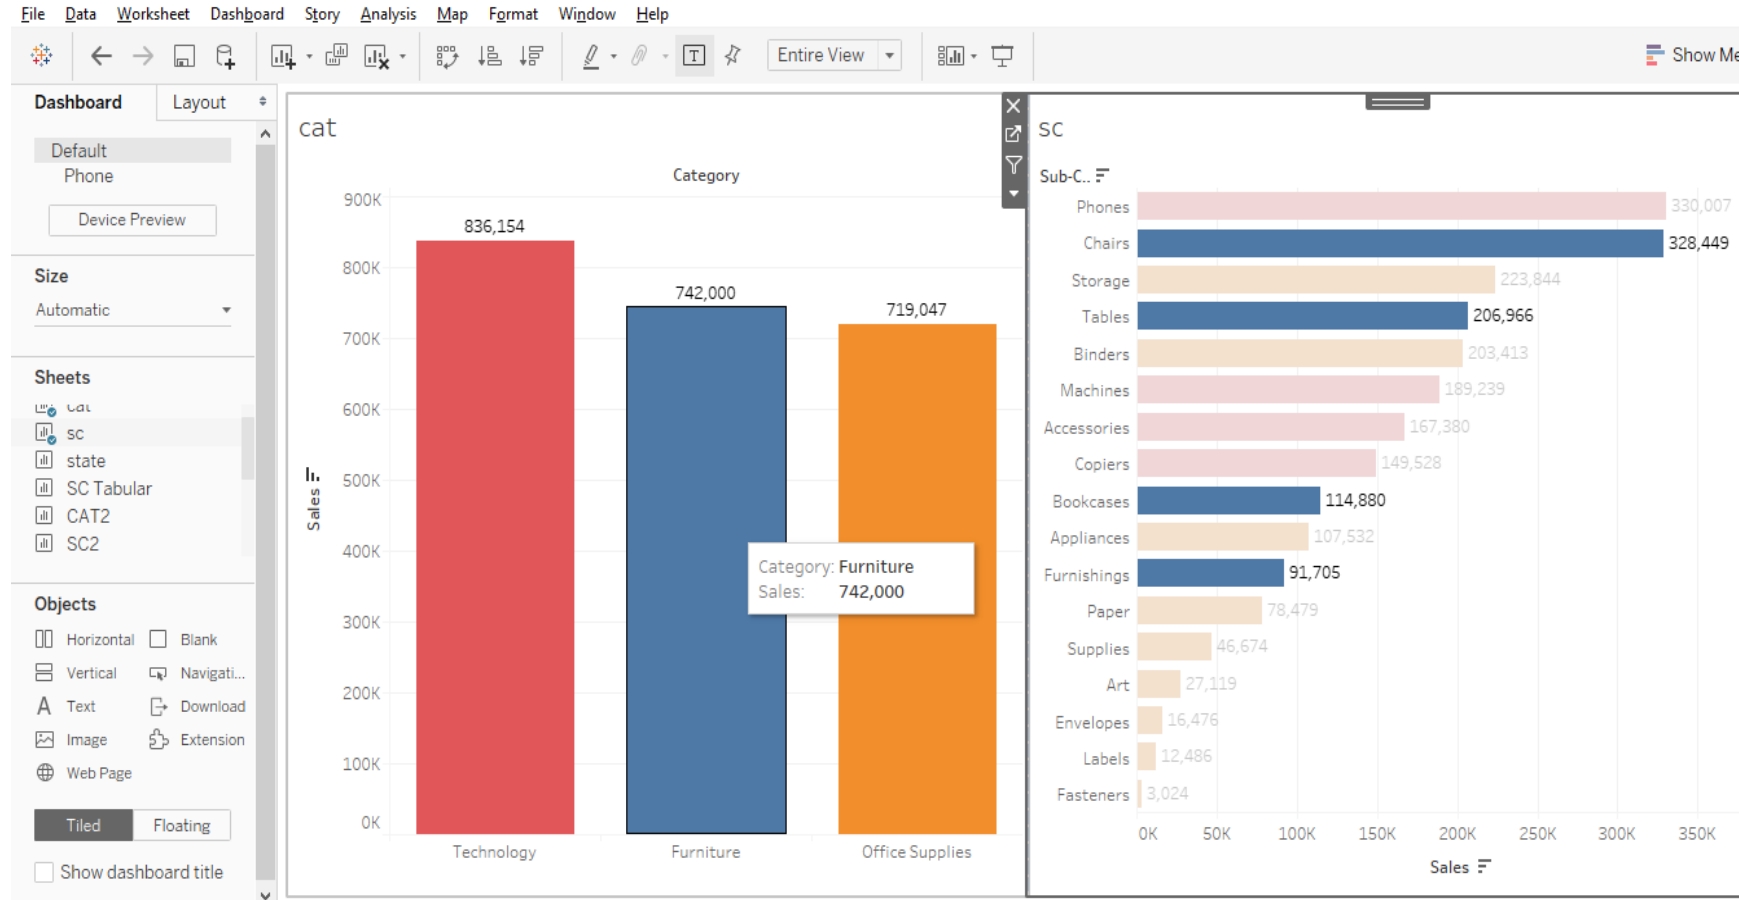 File Data Worksheet Dashboard Story Analysis Map Format Window Help
Entire View
Show Me
Dashboard Layout
Default
Phone
Device Preview
Size
Automatic
Sheets
cat
sc
state
SC Tabular
CAT2
SC2
Objects
Horizontal Blank
Vertical Navigati...
A Text Download
Image Extension
Web Page
Tiled Floating
Show dashboard title
cat
Category
900K
800K
700K
600K
500K
400K
300K
200K
100K
0K
Sales
836,154
742,000
719,047
Category: Furniture
Sales: 742,000
Technology Furniture Office Supplies
sc
Sub-C..
Phones 330,007
Chairs 328,449
Storage 223,844
Tables 206,966
Binders 203,413
Machines 189,239
Accessories 167,380
Copiers 149,528
Bookcases 114,880
Appliances 107,532
Furnishings 91,705
Paper 78,479
Supplies 46,674
Art 27,119
Envelopes 16,476
Labels 12,486
Fasteners 3,024
0K 50K 100K 150K 200K 250K 300K 350K
Sales